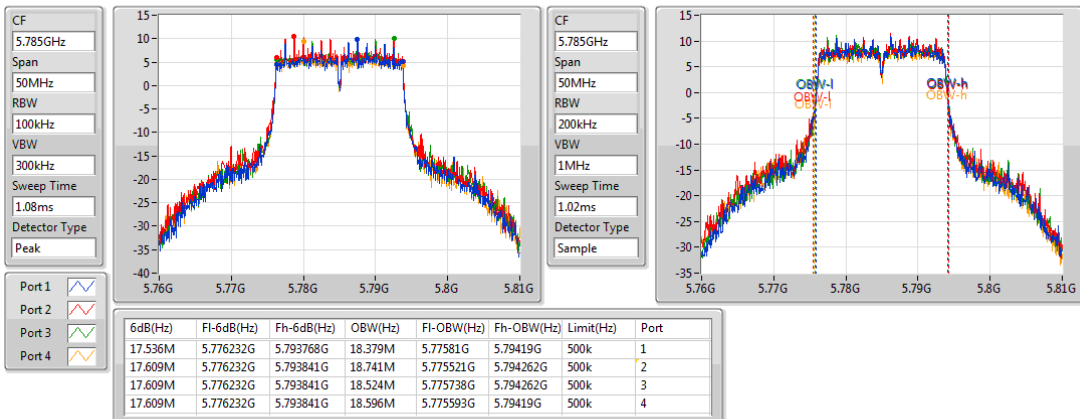 CF
5.785GHz
Span
50MHz
RBW
100kHz
VBW
300kHz
Sweep Time
1.08ms
Detector Type
Peak
15
10
5
0
-5
-10
-15
-20
-25
-30
-35
-40
5.76G 5.77G 5.78G 5.79G 5.8G 5.81G
CF
5.785GHz
Span
50MHz
RBW
200kHz
VBW
1MHz
Sweep Time
1.02ms
Detector Type
Sample
15
10
5
0
-5
-10
-15
-20
-25
-30
-35
OBW-l OBW-h
OBW-l OBW-h
5.76G 5.77G 5.78G 5.79G 5.8G 5.81G
Port 1
Port 2
Port 3
Port 4
6dB(Hz) Fl-6dB(Hz) Fh-6dB(Hz) OBW(Hz) Fl-OBW(Hz) Fh-OBW(Hz) Limit(Hz) Port
17.536M 5.776232G 5.793768G 18.379M 5.77581G 5.79419G 500k 1
17.609M 5.776232G 5.793841G 18.741M 5.775521G 5.794262G 500k 2
17.609M 5.776232G 5.793841G 18.524M 5.775738G 5.794262G 500k 3
17.609M 5.776232G 5.793841G 18.596M 5.775593G 5.79419G 500k 4